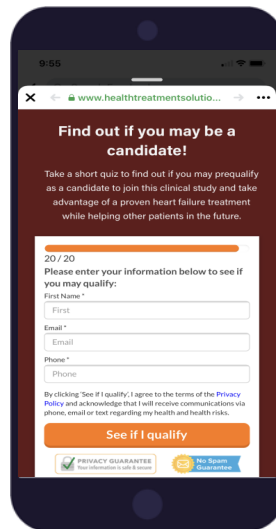 9:55
www.healthtreatmentsolutio...
Find out if you may be a
candidate!
Take a short quiz to find out if you may prequalify
as a candidate to join this clinical study and take
advantage of a proven heart failure treatment
while helping other patients in the future.
20 / 20
Please enter your information below to see if
you may qualify:
First Name *
First
Email *
Email
Phone *
Phone
By clicking 'See if I qualify', I agree to the terms of the Privacy
Policy and acknowledge that I will receive communications via
phone, email or text regarding my health and health risks.
See if I qualify
PRIVACY GUARANTEE
Your information is safe & secure
No Spam
Guarantee